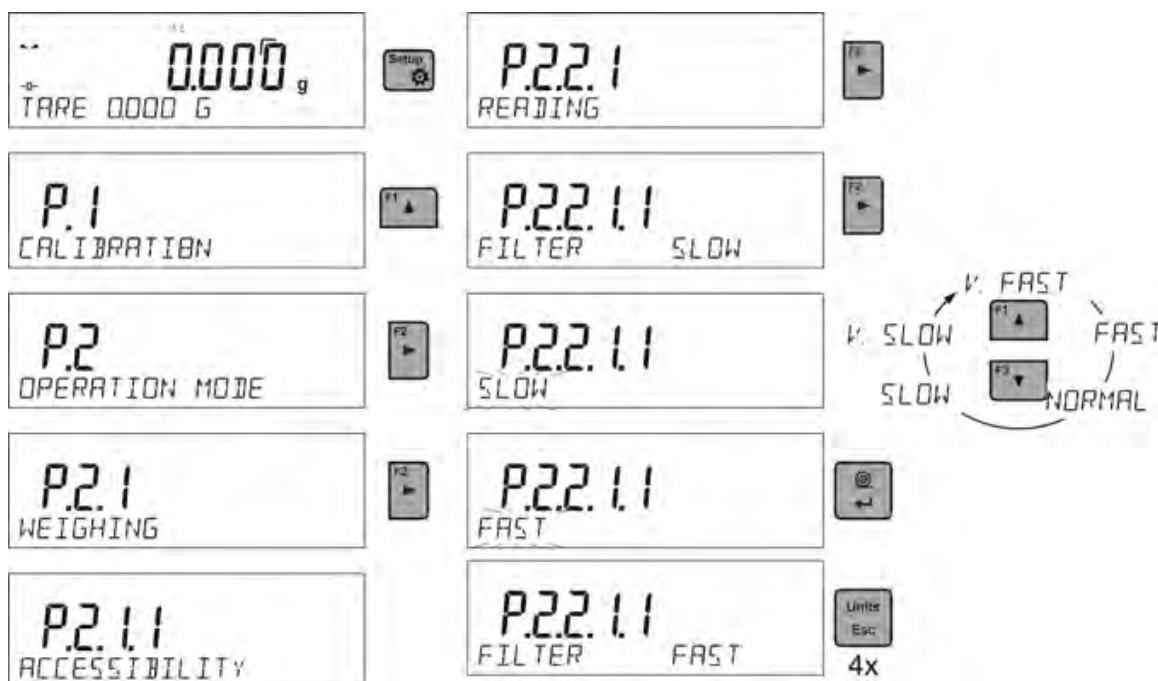 0.000 g
-0-
TARE 0.000 G
Setup
P.1
CALIBRATION
F1
P.2
OPERATION MODE
F2
P.2.1
WEIGHING
F2
P.2.1.1
ACCESSIBILITY
P.2.2.1
READING
F2
P.2.2.1.1
FILTER SLOW
F2
P.2.2.1.1
SLOW
V. FAST
F1
V. SLOW
FAST
F3
SLOW
NORMAL
P.2.2.1.1
FAST
P.2.2.1.1
FILTER FAST
Units
Esc
4x